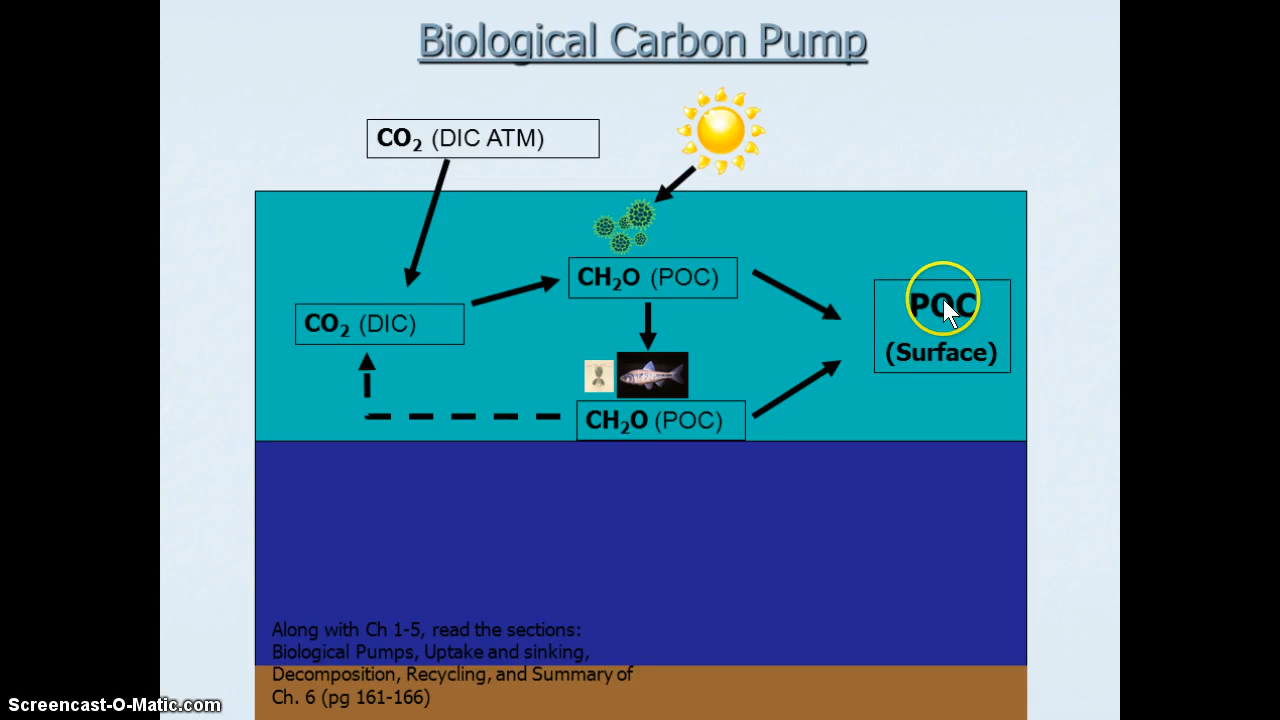 Biological Carbon Pump
CO₂ (DIC ATM)
CH₂O (POC)
CO₂ (DIC)
POC
(Surface)
CH₂O (POC)
Along with Ch 1-5, read the sections:
Biological Pumps, Uptake and sinking,
Decomposition, Recycling, and Summary of
Ch. 6 (pg 161-166)
Screencast-O-Matic.com